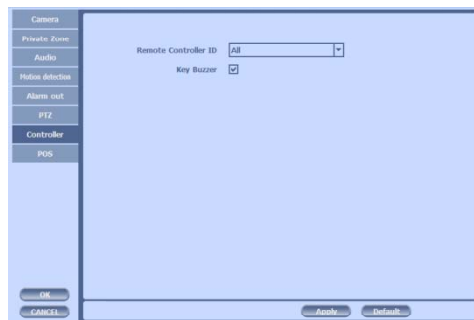 Camera
Private Zone
Audio
Motion detection
Alarm out
PTZ
Controller
POS
Remote Controller ID All
Key Buzzer
OK
CANCEL
Apply Default